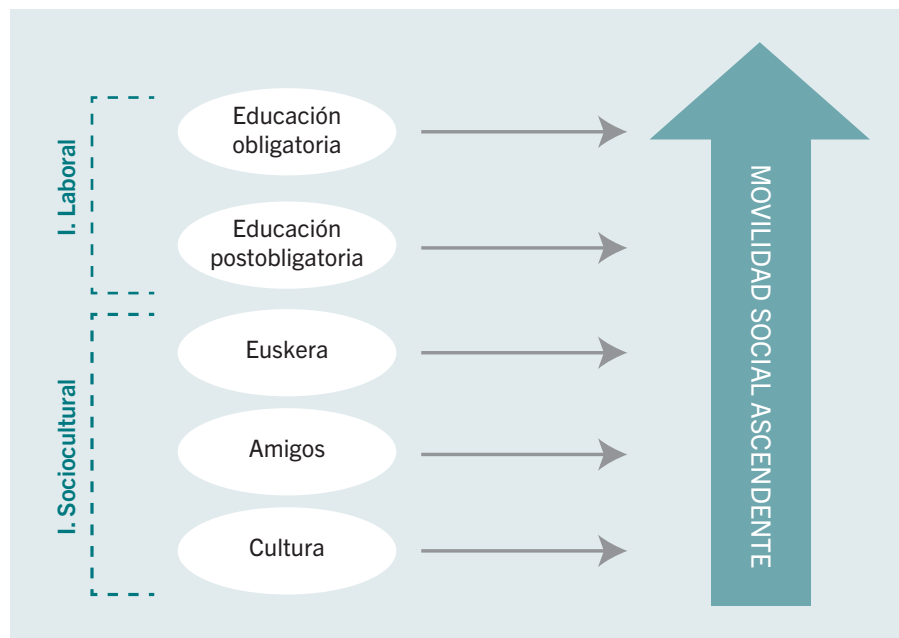 I. Laboral
Educación
obligatoria
Educación
postobligatoria
I. Sociocultural
Euskera
Amigos
Cultura
MOVILIDAD SOCIAL ASCENDENTE